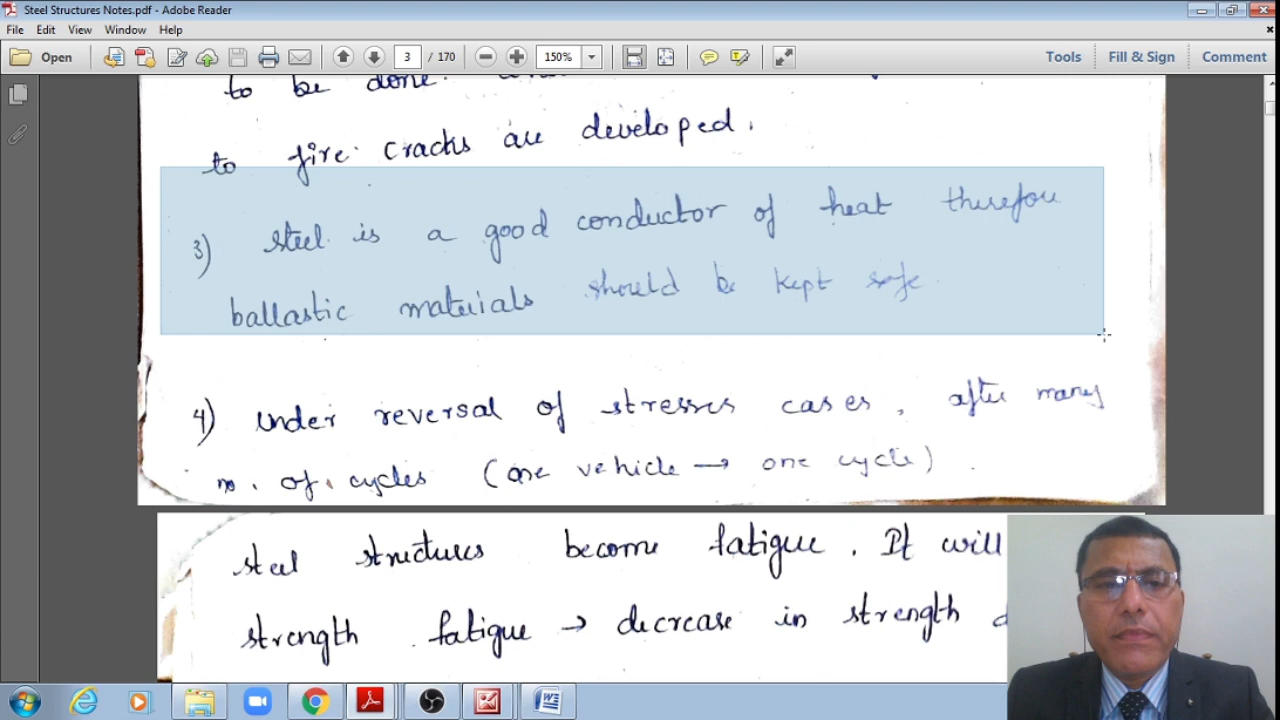 Steel Structures Notes.pdf - Adobe Reader
File Edit View Window Help
Open 3 / 170 150% Tools Fill & Sign Comment
to be done.
to fire cracks are developed.
3) steel is a good conductor of heat therefore
ballastic materials should be kept safe
4) Under reversal of stresses cases, after many
no. of cycles (One vehicle → one cycle).
steel structures become fatigue. It will
strength fatigue → decrease in strength